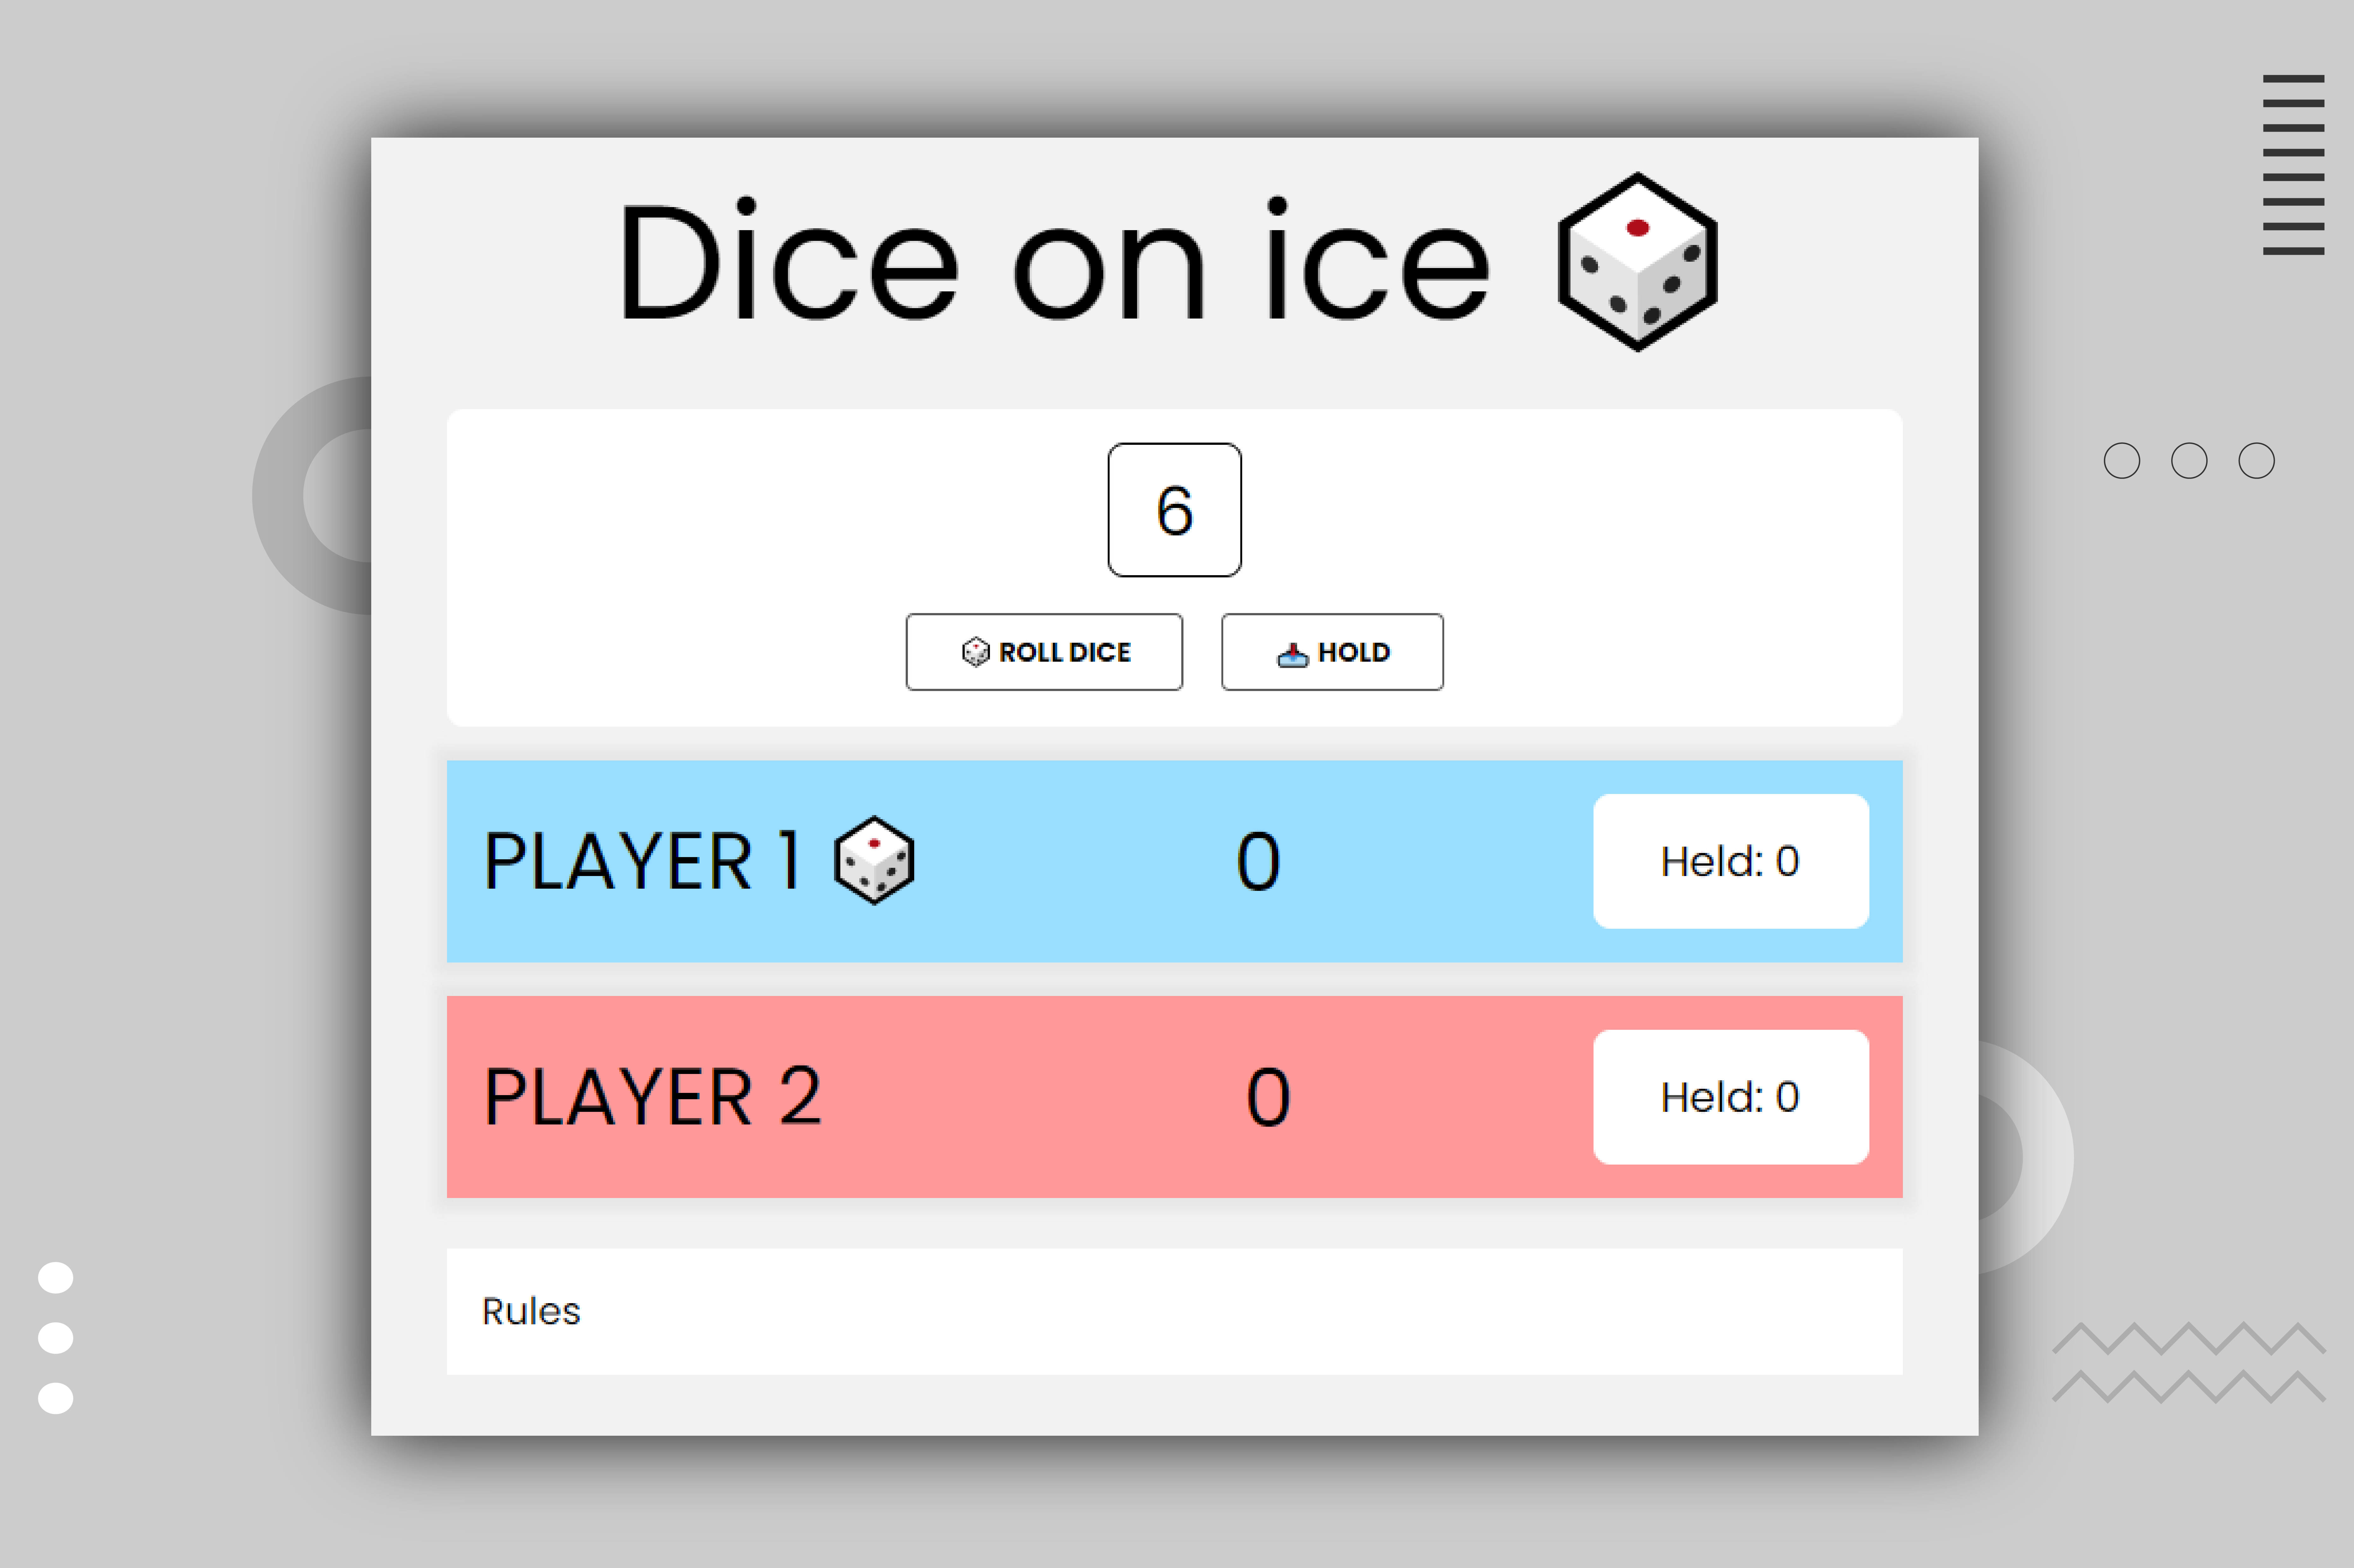 Dice on ice 🎲
6
🎲 ROLL DICE 📥 HOLD
PLAYER 1 🎲 0 Held: 0
PLAYER 2 0 Held: 0
Rules